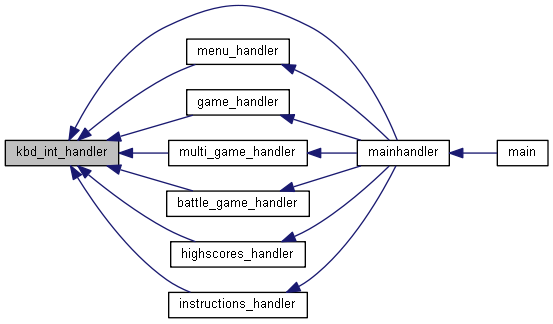 menu_handler
game_handler
kbd_int_handler
multi_game_handler
mainhandler
main
battle_game_handler
highscores_handler
instructions_handler